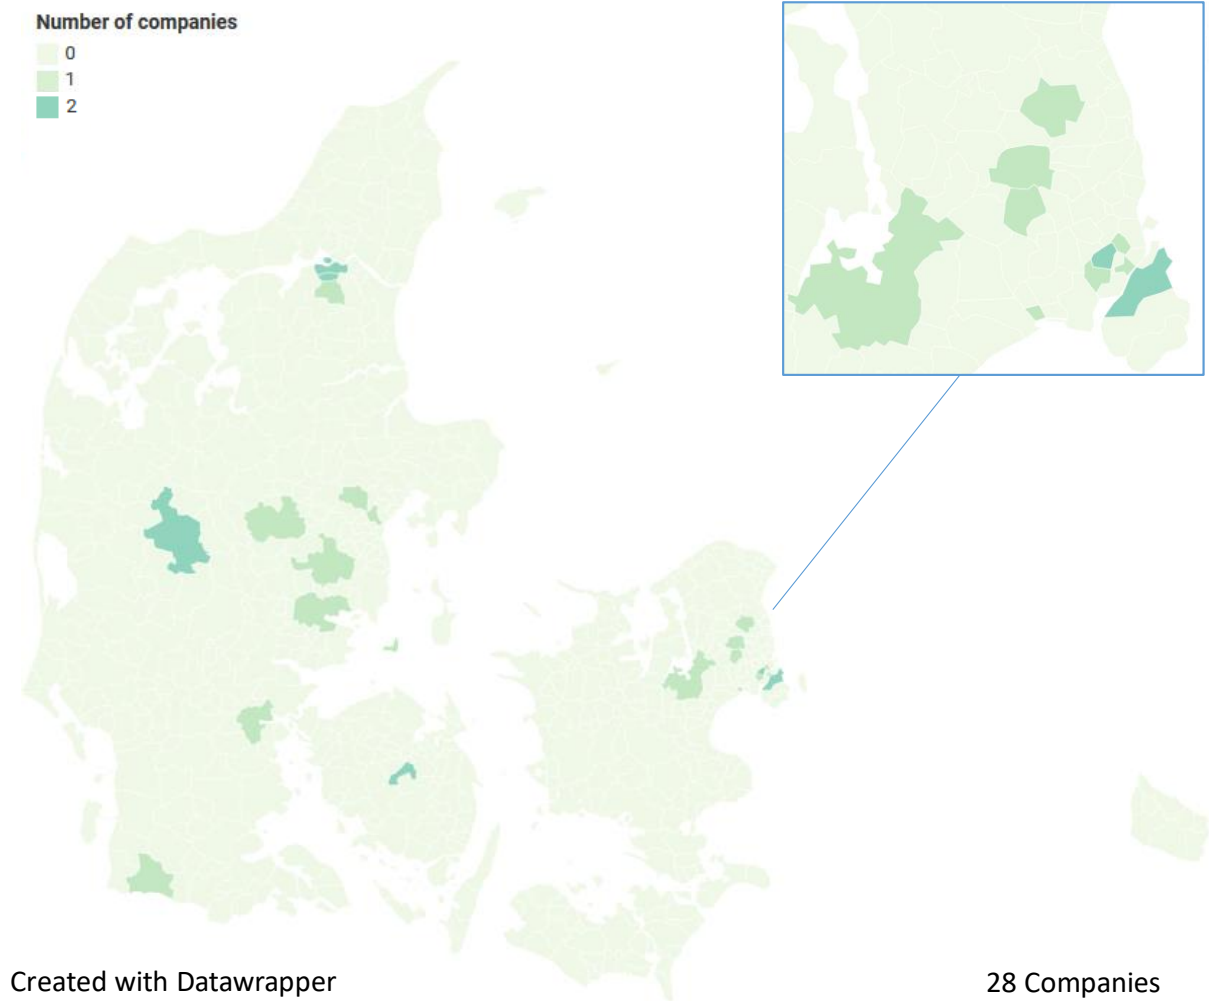 Number of companies
0
1
2
Created with Datawrapper
28 Companies